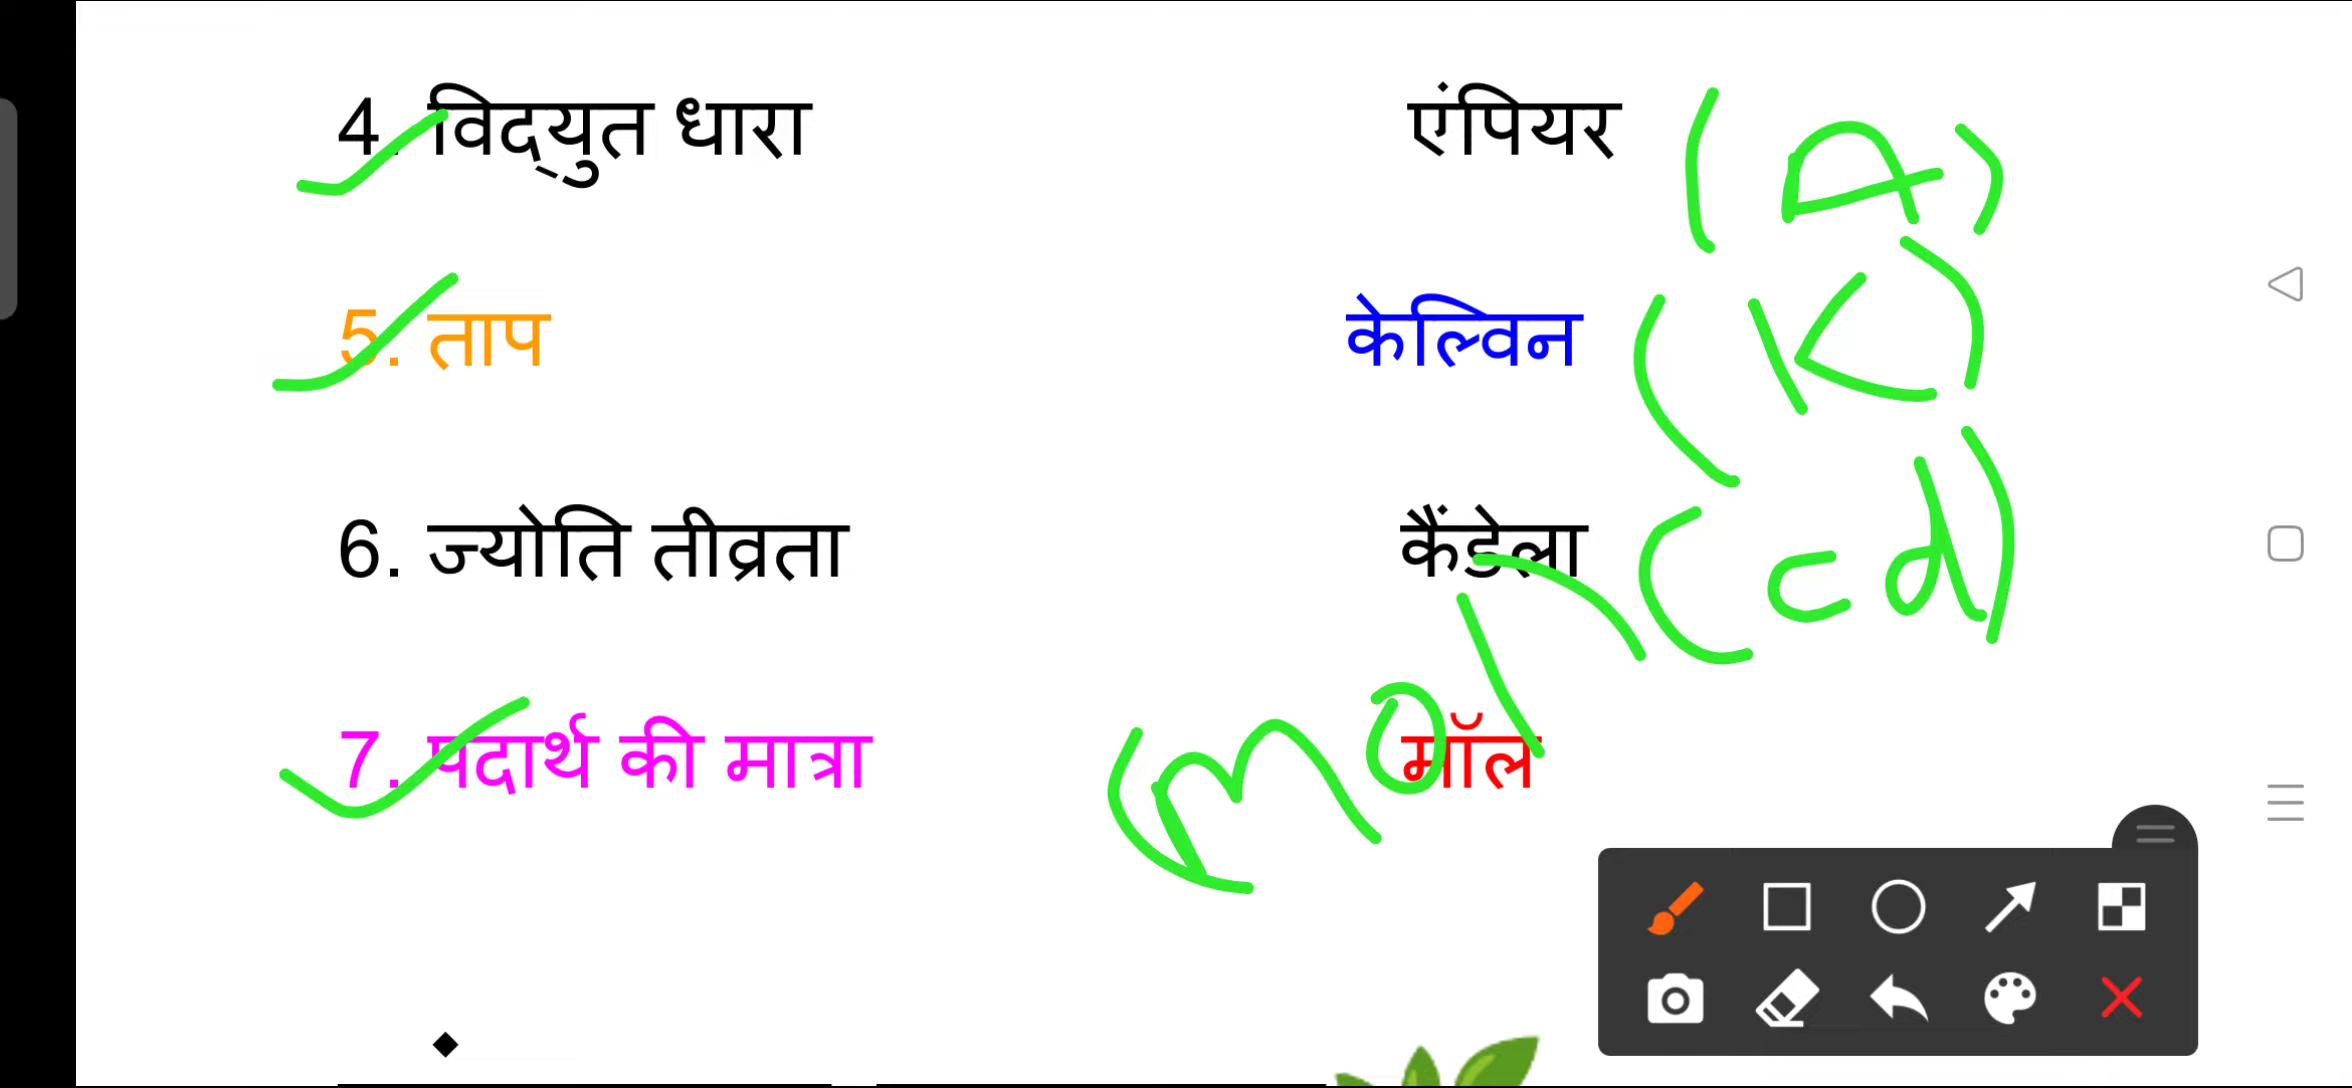 4. विद्युत धारा एंपियर (A)
5. ताप केल्विन (K)
6. ज्योति तीव्रता कैंडेला (cd)
7. पदार्थ की मात्रा मॉल (mol)